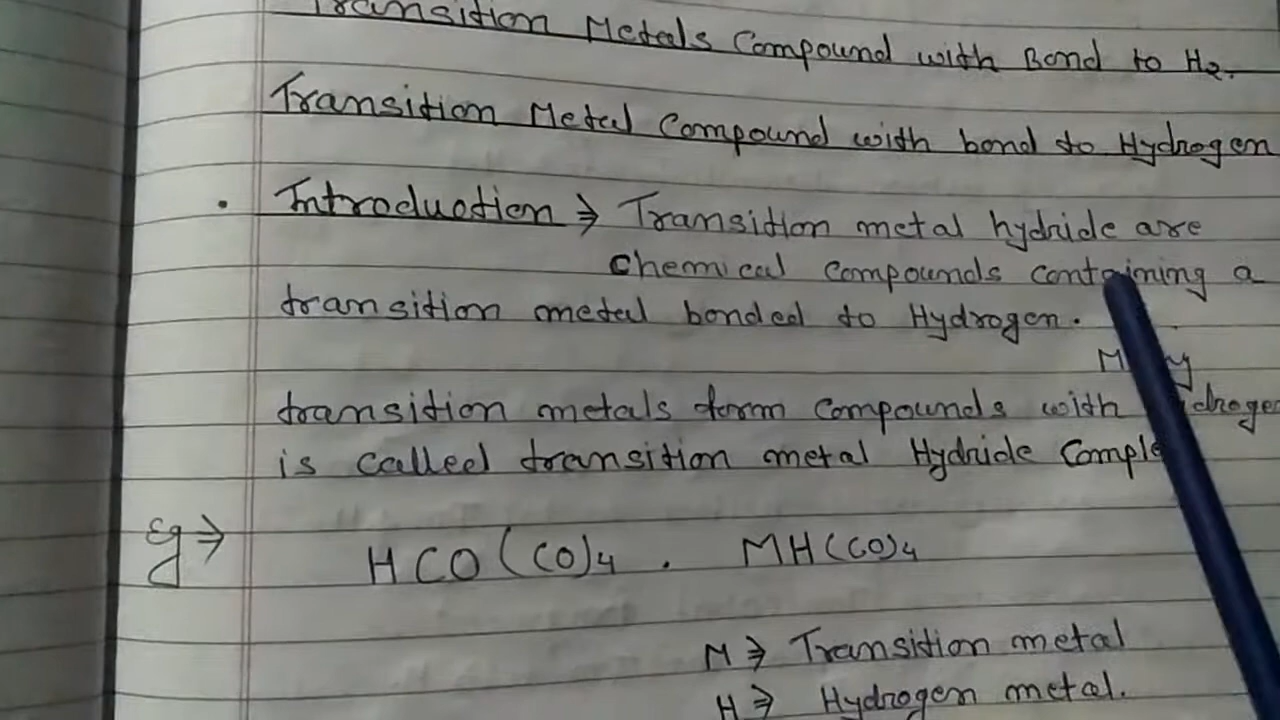 Transition Metals Compound with Bond to H2.
Transition Metal Compound with bond to Hydrogen
. Introduction ⇒ Transition metal hydride are
Chemical compounds containing a
transition metal bonded to Hydrogen.
transition metals form compounds with
is called transition metal Hydride
Eg ⇒ HCO(CO)4 . MH(CO)4
M ⇒ Transition metal
H ⇒ Hydrogen metal.